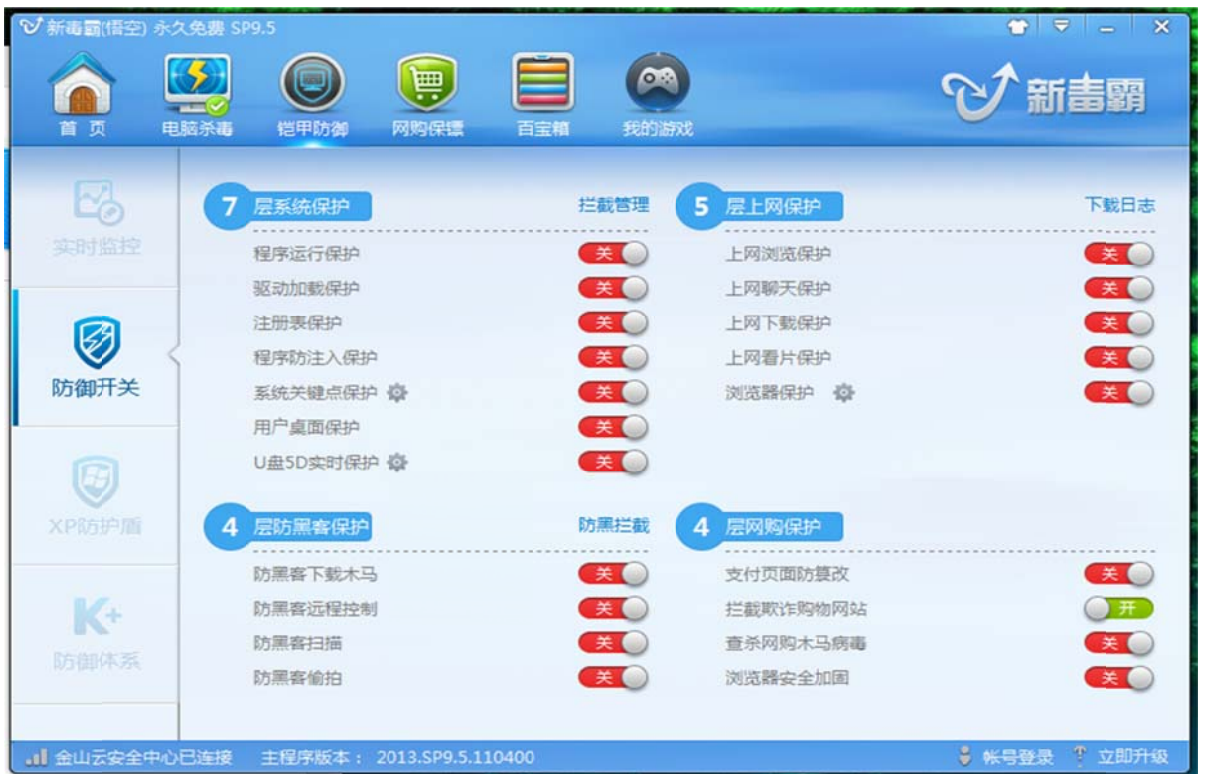 新毒霸(悟空) 永久免费 SP9.5
首 页 电脑杀毒 铠甲防御 网购保镖 百宝箱 我的游戏
新毒霸
实时监控
防御开关
XP防护盾
K+
防御体系
7 层系统保护 拦截管理
程序运行保护 关
驱动加载保护 关
注册表保护 关
程序防注入保护 关
系统关键点保护 关
用户桌面保护 关
U盘5D实时保护 关
5 层上网保护 下载日志
上网浏览保护 关
上网聊天保护 关
上网下载保护 关
上网看片保护 关
浏览器保护 关
4 层防黑客保护 防黑拦截
防黑客下载木马 关
防黑客远程控制 关
防黑客扫描 关
防黑客偷拍 关
4 层网购保护
支付页面防篡改 关
拦截欺诈购物网站 开
查杀网购木马病毒 关
浏览器安全加固 关
金山云安全中心已连接 主程序版本： 2013.SP9.5.110400 帐号登录 立即升级